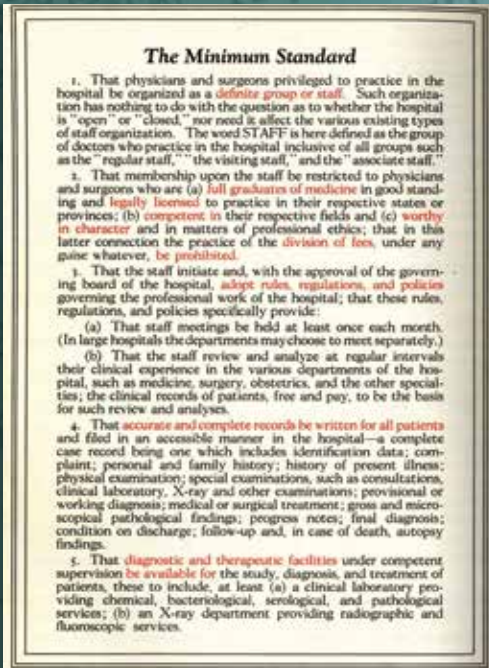 The Minimum Standard
1. That physicians and surgeons privileged to practice in the
hospital be organized as a definite group or staff. Such organiza-
tion has nothing to do with the question as to whether the hospital
is "open" or "closed," nor need it affect the various existing types
of staff organization. The word STAFF is here defined as the group
of doctors who practice in the hospital inclusive of all groups such
as the "regular staff," "the visiting staff," and the "associate staff."
2. That membership upon the staff be restricted to physicians
and surgeons who are (a) full graduates of medicine in good stand-
ing and legally licensed to practice in their respective states or
provinces; (b) competent in their respective fields and (c) worthy
in character and in matters of professional ethics; that in this
latter connection the practice of the division of fees, under any
guise whatever, be prohibited.
3. That the staff initiate and, with the approval of the govern-
ing board of the hospital, adopt rules, regulations, and policies
governing the professional work of the hospital; that these rules,
regulations, and policies specifically provide:
(a) That staff meetings be held at least once each month.
(In large hospitals the departments may choose to meet separately.)
(b) That the staff review and analyze at regular intervals
their clinical experience in the various departments of the hos-
pital, such as medicine, surgery, obstetrics, and the other special-
ties; the clinical records of patients, free and pay, to be the basis
for such review and analyses.
4. That accurate and complete records be written for all patients
and filed in an accessible manner in the hospital—a complete
case record being one which includes identification data; com-
plaint; personal and family history; history of present illness;
physical examination; special examinations, such as consultations,
clinical laboratory, X-ray and other examinations; provisional or
working diagnosis; medical or surgical treatment; gross and micro-
scopical pathological findings; progress notes; final diagnosis;
condition on discharge; follow-up and, in case of death, autopsy
findings.
5. That diagnostic and therapeutic facilities under competent
supervision be available for the study, diagnosis, and treatment of
patients, these to include, at least (a) a clinical laboratory pro-
viding chemical, bacteriological, serological, and pathological
services; (b) an X-ray department providing radiographic and
fluoroscopic services.